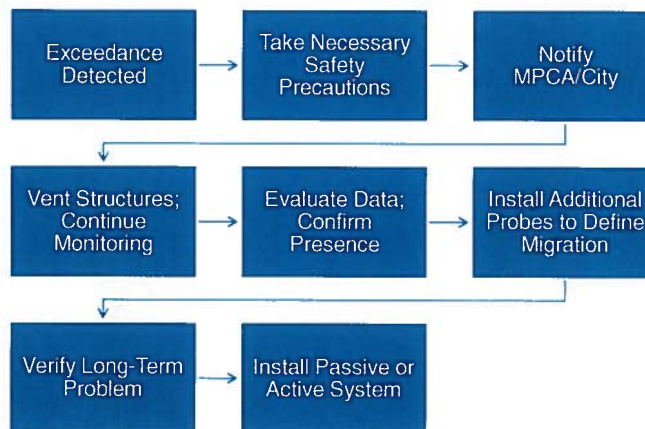 Exceedance
Detected
Take Necessary
Safety
Precautions
Notify
MPCA/City
Vent Structures;
Continue
Monitoring
Evaluate Data;
Confirm
Presence
Install Additional
Probes to Define
Migration
Verify Long-Term
Problem
Install Passive or
Active System